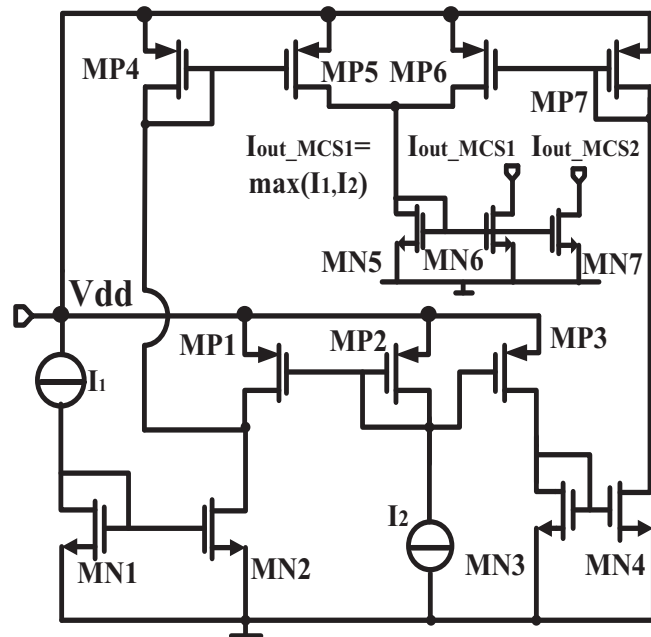 MP4
MP5
MP6
MP7
Iout_MCS1=
max(I1,I2)
Iout_MCS1
Iout_MCS2
MN5
MN6
MN7
Vdd
MP1
MP2
MP3
I1
I2
MN1
MN2
MN3
MN4